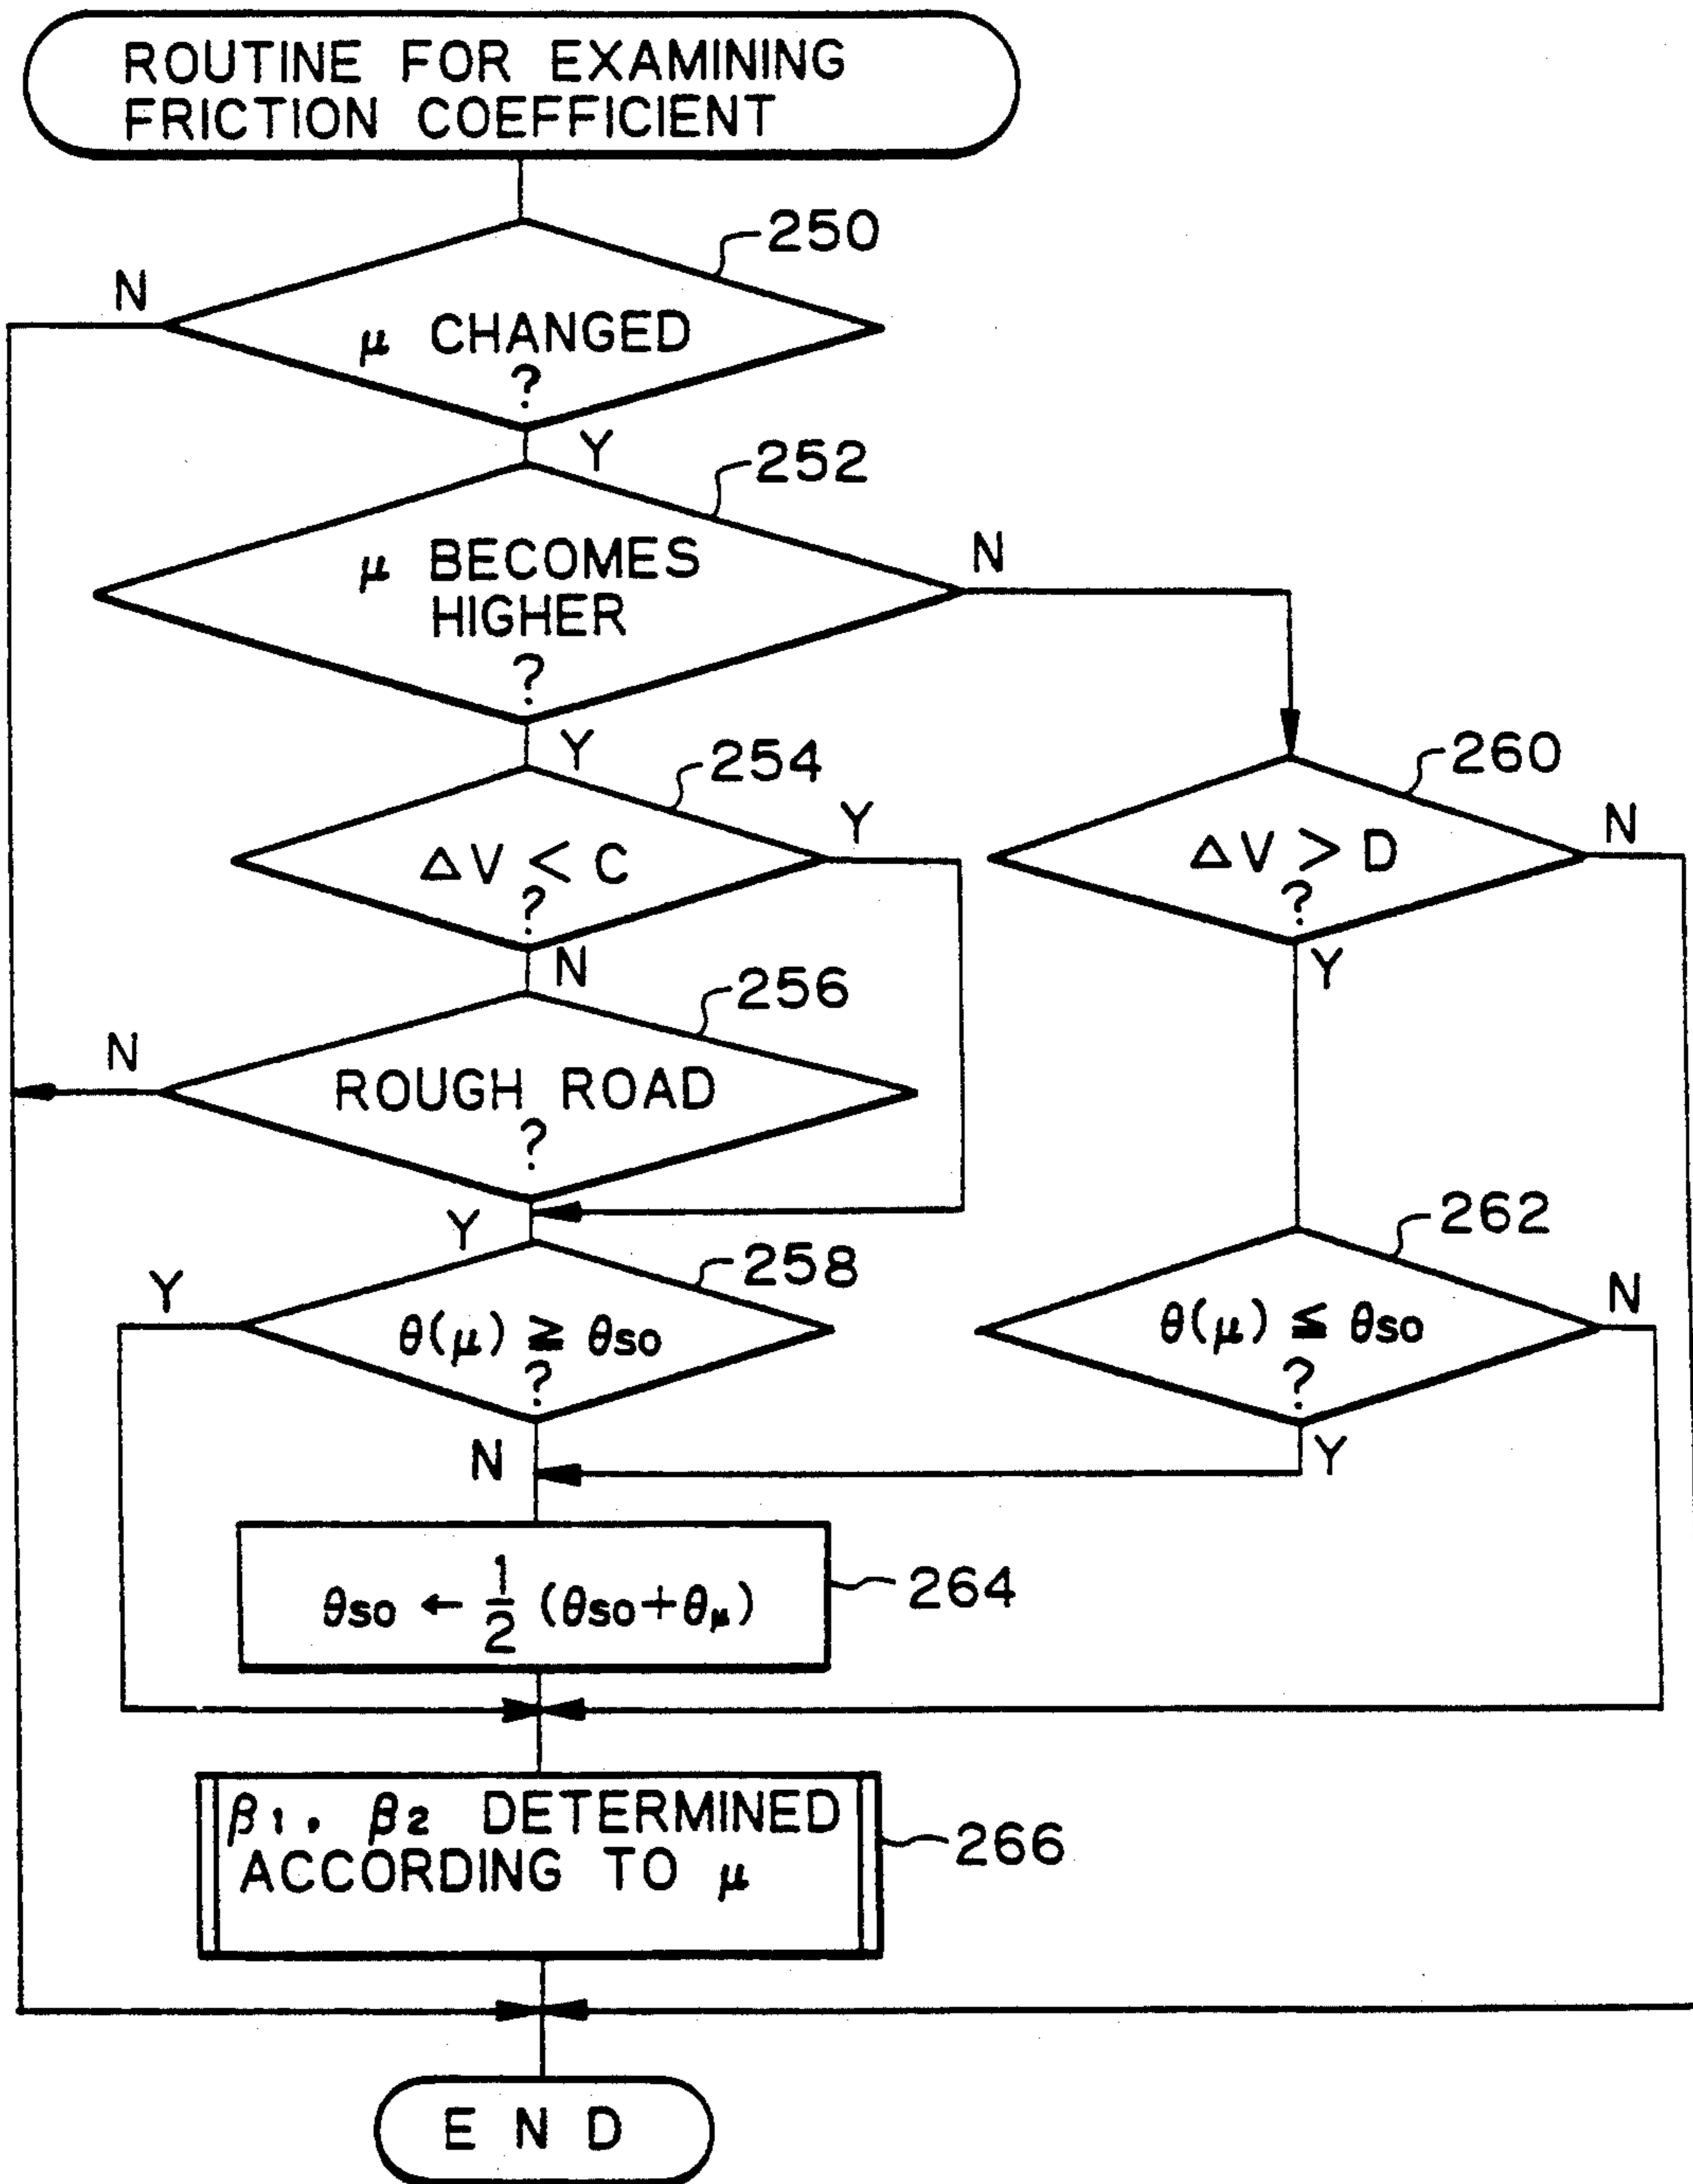 ROUTINE FOR EXAMINING
FRICTION COEFFICIENT
250
N
μ CHANGED
?
Y
252
μ BECOMES
HIGHER
?
N
Y
254
ΔV < C
?
Y
N
260
ΔV > D
?
N
Y
256
N
ROUGH ROAD
?
Y
258
Y
θ(μ) ≧ θso
?
N
262
θ(μ) ≦ θso
?
N
Y
θso ← 1/2 (θso+θμ)
264
β1, β2 DETERMINED
ACCORDING TO μ
266
END